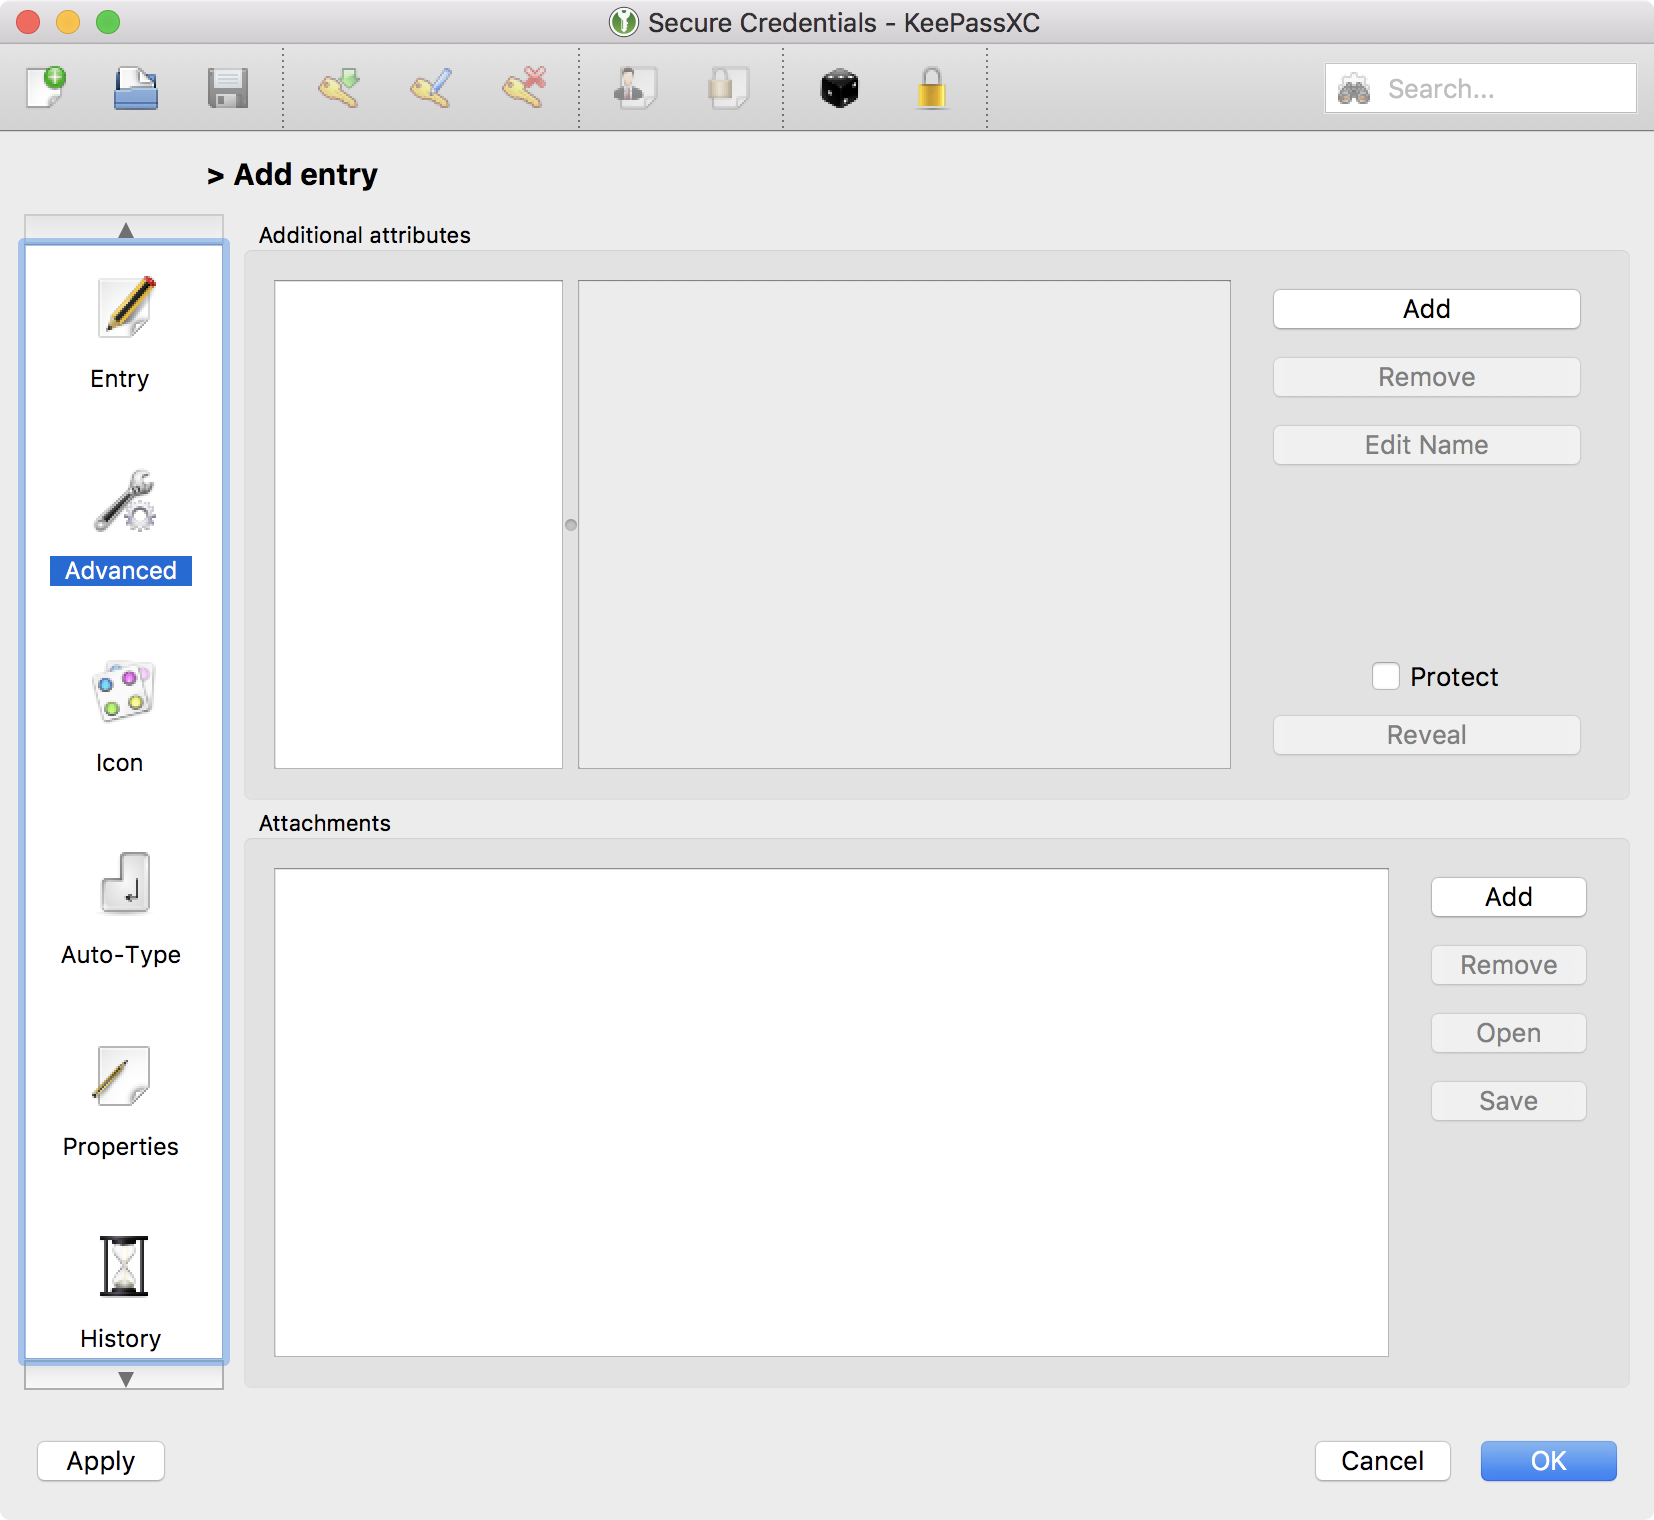 Secure Credentials - KeePassXC
Search...
> Add entry
Entry
Advanced
Icon
Auto-Type
Properties
History
Additional attributes
Add
Remove
Edit Name
Protect
Reveal
Attachments
Add
Remove
Open
Save
Apply
Cancel
OK